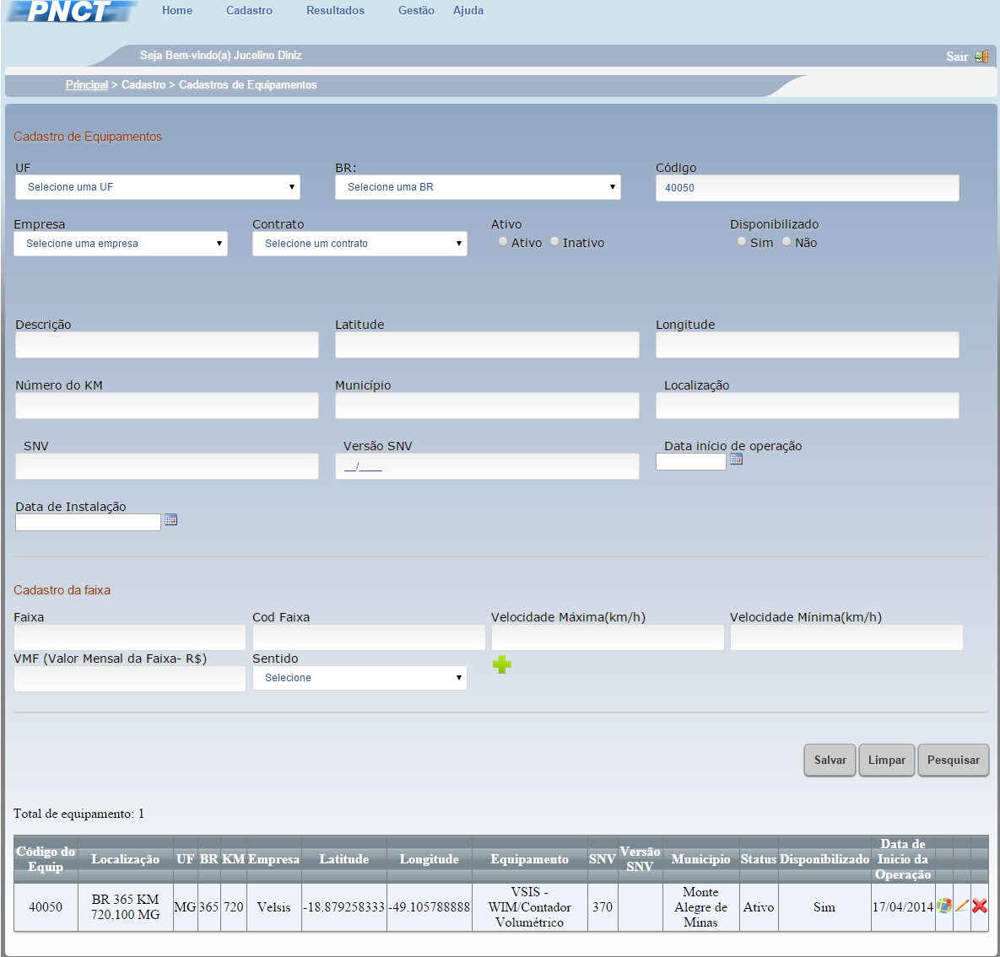 PNCT
Home Cadastro Resultados Gestão Ajuda
Seja Bem-vindo(a) Jucelino Diniz
Sair
Principal > Cadastro > Cadastros de Equipamentos
Cadastro de Equipamentos
UF BR: Código
Selecione uma UF Selecione uma BR 40050
Empresa Contrato Ativo Disponibilizado
Selecione uma empresa Selecione um contrato Ativo Inativo Sim Não
Descrição Latitude Longitude
Número do KM Município Localização
SNV Versão SNV Data início de operação
__/____
Data de Instalação
Cadastro da faixa
Faixa Cod Faixa Velocidade Máxima(km/h) Velocidade Mínima(km/h)
VMF (Valor Mensal da Faixa- R$) Sentido
Selecione
Salvar Limpar Pesquisar
Total de equipamento: 1
Código do Equip Localização UF BR KM Empresa Latitude Longitude Equipamento SNV Versão SNV Município Status Disponibilizado Data de Inicio da Operação
40050 BR 365 KM 720,100 MG MG 365 720 Velsis -18.879258333 -49.105788888 VSIS - WIM/Contador Volumétrico 370 Monte Alegre de Minas Ativo Sim 17/04/2014